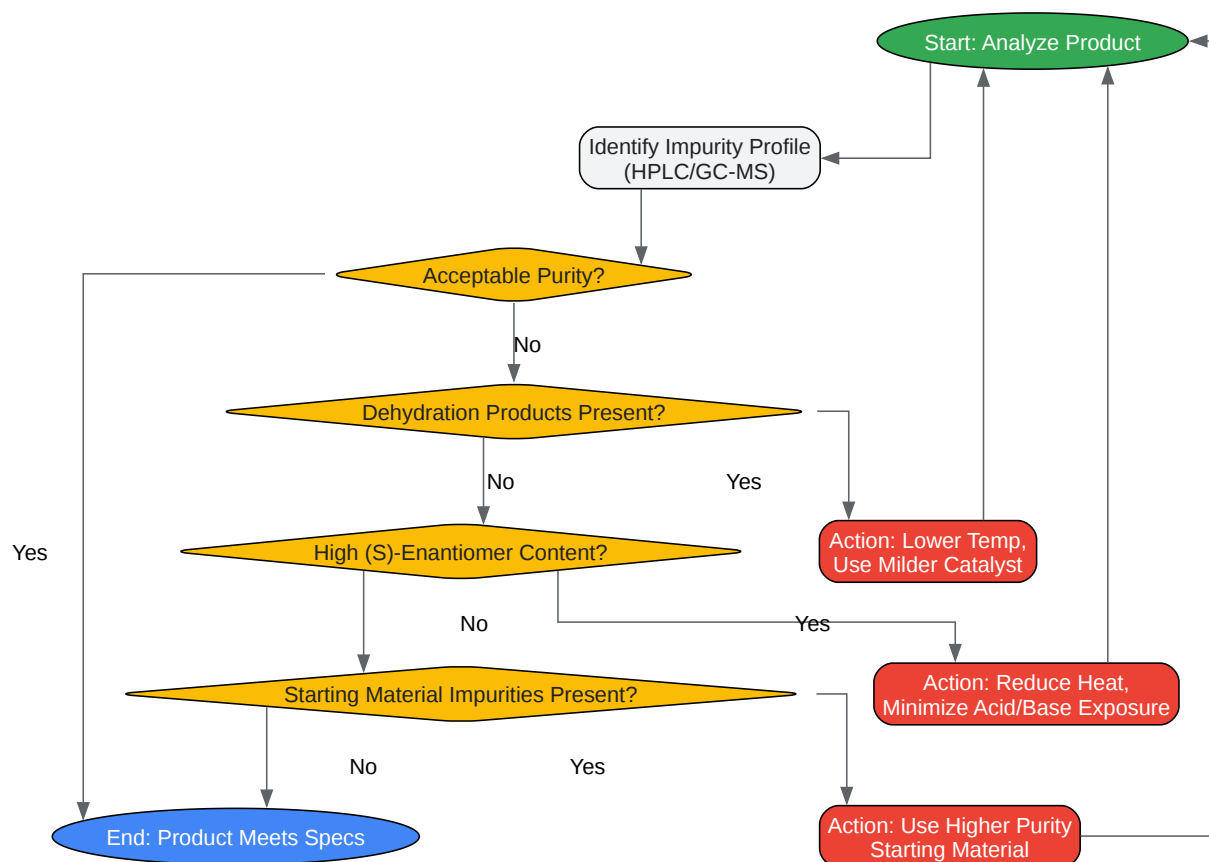 Start: Analyze Product
Identify Impurity Profile
(HPLC/GC-MS)
Acceptable Purity?
No
Dehydration Products Present?
No
Yes
Action: Lower Temp,
Use Milder Catalyst
High (S)-Enantiomer Content?
Yes
No
Yes
Action: Reduce Heat,
Minimize Acid/Base Exposure
Starting Material Impurities Present?
No
Yes
End: Product Meets Specs
Action: Use Higher Purity
Starting Material